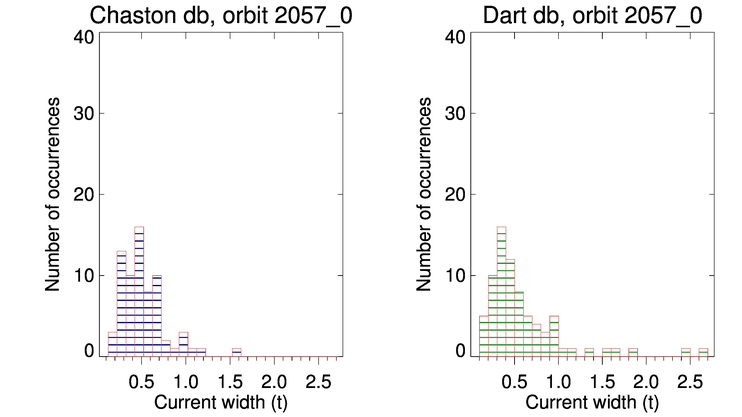 Chaston db, orbit 2057_0
40
30
20
10
0
Number of occurrences
0.5 1.0 1.5 2.0 2.5
Current width (t)
Dart db, orbit 2057_0
40
30
20
10
0
Number of occurrences
0.5 1.0 1.5 2.0 2.5
Current width (t)